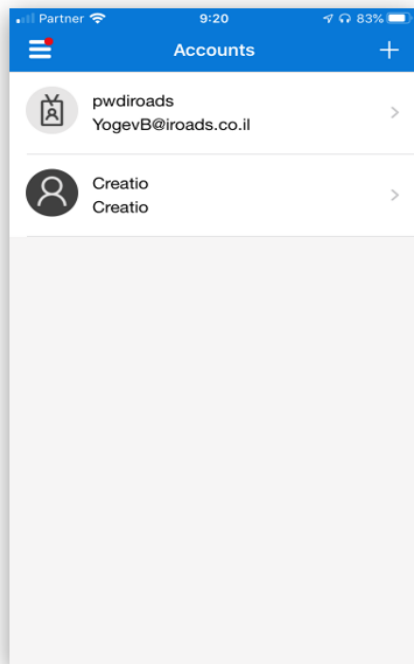 Partner 9:20 83%
Accounts
pwdiroads
YogevB@iroads.co.il
Creatio
Creatio